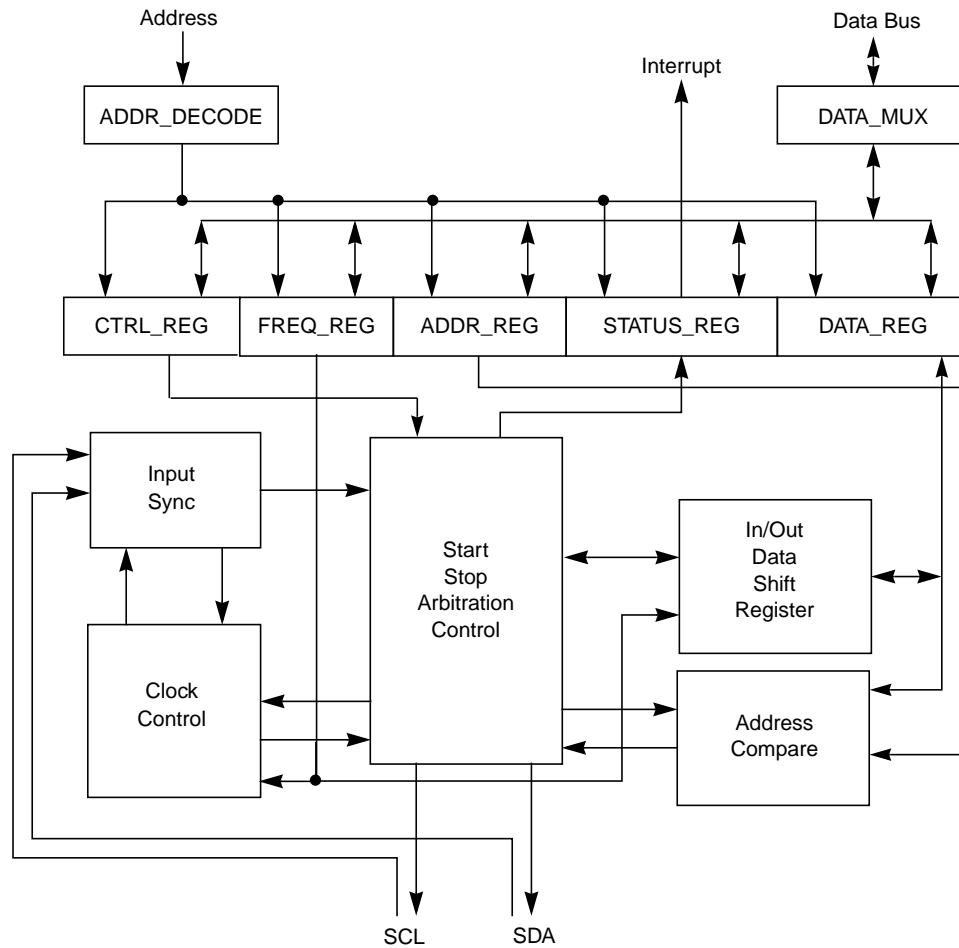 Address
Data Bus
Interrupt
ADDR_DECODE
DATA_MUX
CTRL_REG
FREQ_REG
ADDR_REG
STATUS_REG
DATA_REG
Input
Sync
Start
Stop
Arbitration
Control
In/Out
Data
Shift
Register
Clock
Control
Address
Compare
SCL
SDA